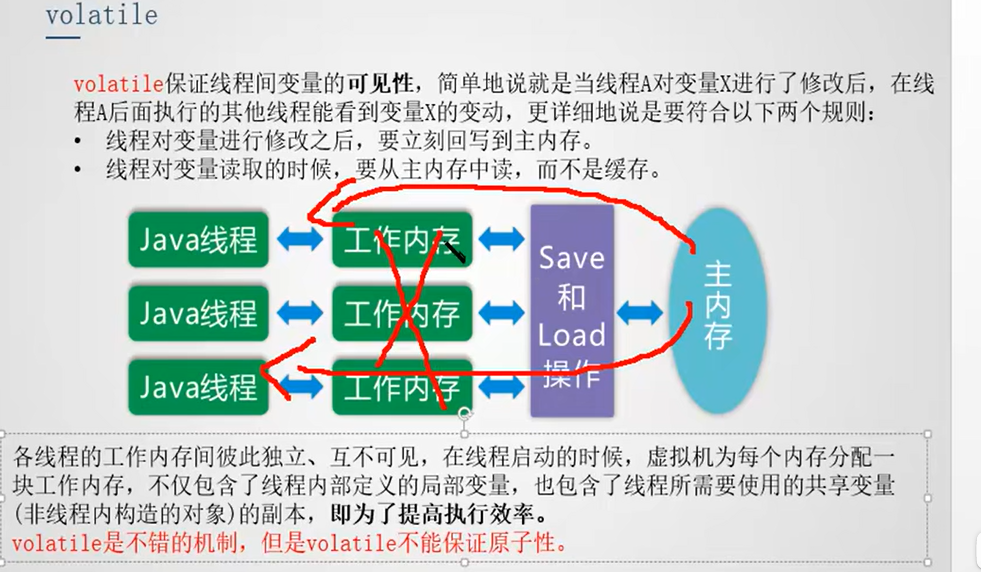 volatile
volatile保证线程间变量的可见性，简单地说就是当线程A对变量X进行了修改后，在线
程A后面执行的其他线程能看到变量X的变动，更详细地说是要符合以下两个规则：
• 线程对变量进行修改之后，要立刻回写到主内存。
• 线程对变量读取的时候，要从主内存中读，而不是缓存。
Java线程
工作内存
Java线程
工作内存
Java线程
工作内存
Save
和
Load
操作
主
内
存
各线程的工作内存间彼此独立、互不可见，在线程启动的时候，虚拟机为每个内存分配一
块工作内存，不仅包含了线程内部定义的局部变量，也包含了线程所需要使用的共享变量
(非线程内构造的对象)的副本，即为了提高执行效率。
volatile是不错的机制，但是volatile不能保证原子性。